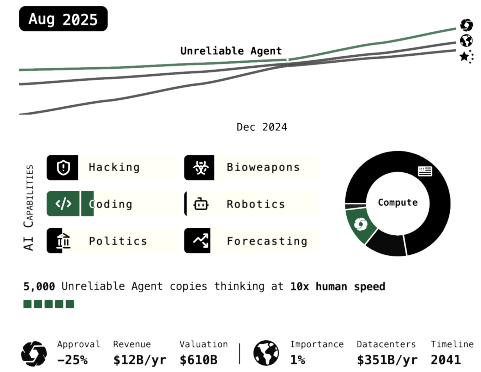 Aug 2025
Unreliable Agent
Dec 2024
AI CAPABILITIES
Hacking
Bioweapons
Coding
Robotics
Politics
Forecasting
Compute
5,000 Unreliable Agent copies thinking at 10x human speed
Approval Revenue Valuation Importance Datacenters Timeline
−25% $12B/yr $610B 1% $351B/yr 2041